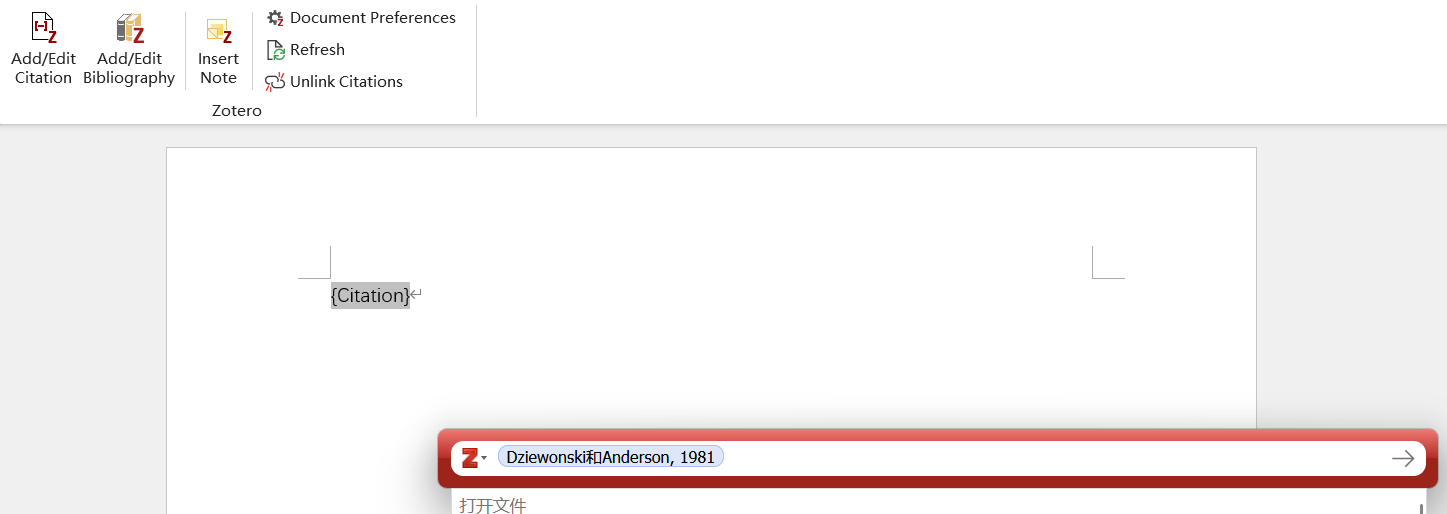 Add/Edit Citation
Add/Edit Bibliography
Insert Note
Document Preferences
Refresh
Unlink Citations
Zotero
{Citation}
Dziewonski和Anderson, 1981
打开文件